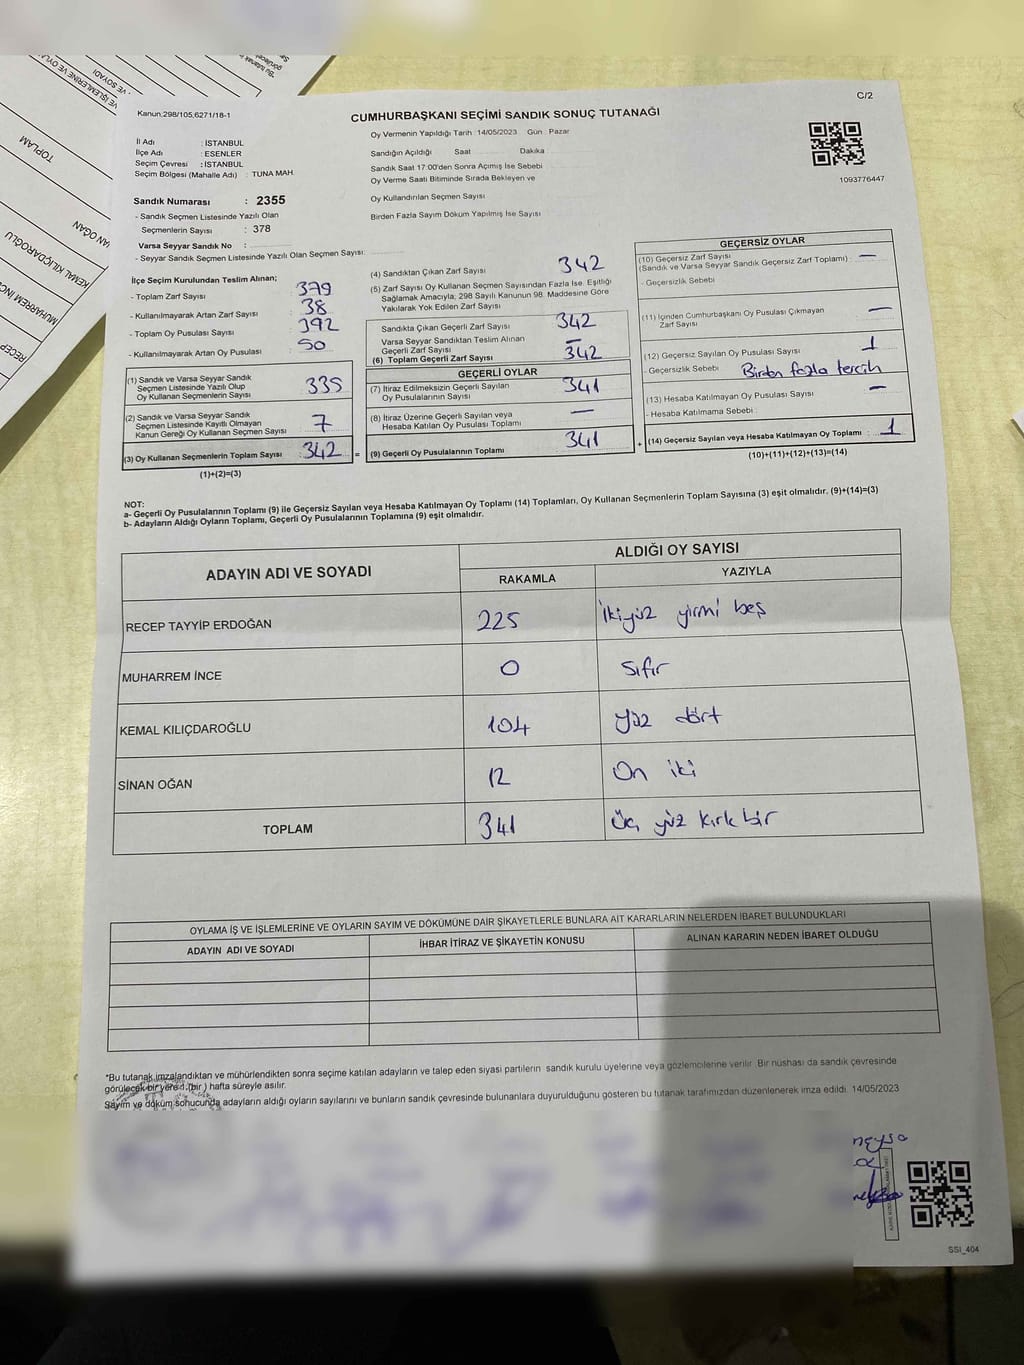 C/2
Kanun,298/105,6271/18-1
CUMHURBAŞKANI SEÇİMİ SANDIK SONUÇ TUTANAĞI
Oy Vermenin Yapıldığı Tarih : 14/05/2023 Gün : Pazar
İl Adı : İSTANBUL
İlçe Adı : ESENLER
Seçim Çevresi : İSTANBUL
Seçim Bölgesi (Mahalle Adı) : TUNA MAH.
Sandığın Açıldığı Saat Dakika
Sandık Saat 17:00'den Sonra Açımış İse Sebebi
Oy Verme Saati Bitiminde Sırada Bekleyen ve
Oy Kullandırılan Seçmen Sayısı
Birden Fazla Sayım Döküm Yapılmış İse Sayısı
1093776447
Sandık Numarası : 2355
- Sandık Seçmen Listesinde Yazılı Olan
Seçmenlerin Sayısı : 378
Varsa Seyyar Sandık No :
- Seyyar Sandık Seçmen Listesinde Yazılı Olan Seçmen Sayısı:
İlçe Seçim Kurulundan Teslim Alınan;
- Toplam Zarf Sayısı : 379
- Kullanılmayarak Artan Zarf Sayısı : 38
- Toplam Oy Pusulası Sayısı : 392
- Kullanılmayarak Artan Oy Pusulası : 50
(1) Sandık ve Varsa Seyyar Sandık
Seçmen Listesinde Yazılı Olup
Oy Kullanan Seçmenlerin Sayısı : 335
(2) Sandık ve Varsa Seyyar Sandık
Seçmen Listesinde Kayıtlı Olmayan
Kanun Gereği Oy Kullanan Seçmen Sayısı : 7
(3) Oy Kullanan Seçmenlerin Toplam Sayısı : 342 =
(1)+(2)=(3)
(4) Sandıktan Çıkan Zarf Sayısı 342
(5) Zarf Sayısı Oy Kullanan Seçmen Sayısından Fazla İse, Eşitliği
Sağlamak Amacıyla, 298 Sayılı Kanunun 98. Maddesine Göre
Yakılarak Yok Edilen Zarf Sayısı
Sandıkta Çıkan Geçerli Zarf Sayısı 342
Varsa Seyyar Sandıktan Teslim Alınan
Geçerli Zarf Sayısı : –
(6) Toplam Geçerli Zarf Sayısı : 342
GEÇERLİ OYLAR
(7) İtiraz Edilmeksizin Geçerli Sayılan
Oy Pusulasının Sayısı : 341
(8) İtiraz Üzerine Geçerli Sayılan veya
Hesaba Katılan Oy Pusulası Toplamı : —
(9) Geçerli Oy Pusulalarının Toplamı : 341 +
GEÇERSİZ OYLAR
(10) Geçersiz Zarf Sayısı
(Sandık ve Varsa Seyyar Sandık Geçersiz Zarf Toplamı) : —
- Geçersizlik Sebebi
(11) İçinden Cumhurbaşkanı Oy Pusulası Çıkmayan
Zarf Sayısı —
(12) Geçersiz Sayılan Oy Pusulası Sayısı 1
- Geçersizlik Sebebi Birden fazla tercih
(13) Hesaba Katılmayan Oy Pusulası Sayısı —
- Hesaba Katılmama Sebebi
(14) Geçersiz Sayılan veya Hesaba Katılmayan Oy Toplamı : 1
(10)+(11)+(12)+(13)=(14)
NOT:
a- Geçerli Oy Pusulalarının Toplamı (9) ile Geçersiz Sayılan veya Hesaba Katılmayan Oy Toplamı (14) Toplamları, Oy Kullanan Seçmenlerin Toplam Sayısına (3) eşit olmalıdır. (9)+(14)=(3)
b- Adayların Aldığı Oyların Toplamı, Geçerli Oy Pusulalarının Toplamına (9) eşit olmalıdır.
ADAYIN ADI VE SOYADI
ALDIĞI OY SAYISI
RAKAMLA YAZIYLA
RECEP TAYYİP ERDOĞAN 225 İkiyüz yirmi beş
MUHARREM İNCE 0 Sıfır
KEMAL KILIÇDAROĞLU 104 yüz dört
SİNAN OĞAN 12 On iki
TOPLAM 341 Üç yüz kırk bir
OYLAMA İŞ VE İŞLEMLERİNE VE OYLARIN SAYIM VE DÖKÜMÜNE DAİR ŞİKAYETLERLE BUNLARA AİT KARARLARIN NELERDEN İBARET BULUNDUKLARI
ADAYIN ADI VE SOYADI İHBAR İTİRAZ VE ŞİKAYETİN KONUSU ALINAN KARARIN NEDEN İBARET OLDUĞU
*Bu tutanak imzalandıktan ve mühürlendikten sonra seçime katılan adayların ve talep eden siyasi partilerin sandık kurulu üyelerine veya gözlemcilerine verilir. Bir nüshası da sandık çevresinde
görülecek bir yere 1 (bir) hafta süreyle asılır.
Sayım ve döküm sonucunda adayların aldığı oyların sayılarını ve bunların sandık çevresinde bulunanlara duyurulduğunu gösteren bu tutanak tarafımızdan düzenlenerek imza edildi. 14/05/2023
SSI_404
TOPLAM
KEMAL KILIÇDAROĞLU